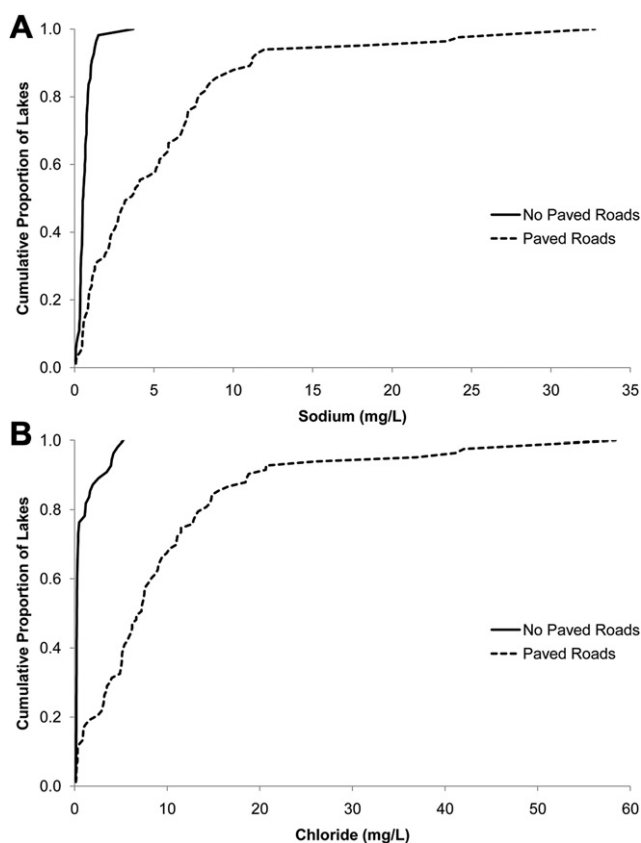 A
1.0
0.8
0.6
0.4
0.2
0.0
Cumulative Proportion of Lakes
No Paved Roads
Paved Roads
0 5 10 15 20 25 30 35
Sodium (mg/L)
B
1.0
0.8
0.6
0.4
0.2
0.0
Cumulative Proportion of Lakes
No Paved Roads
Paved Roads
0 10 20 30 40 50 60
Chloride (mg/L)